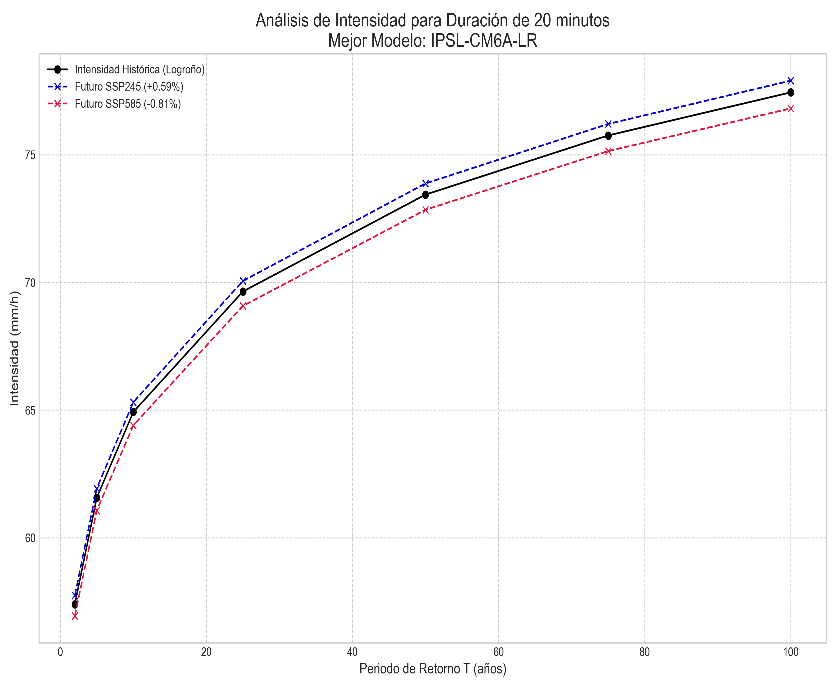 Análisis de Intensidad para Duración de 20 minutos
Mejor Modelo: IPSL-CM6A-LR
Intensidad Histórica (Logroño)
Futuro SSP245 (+0.59%)
Futuro SSP585 (-0.81%)
Intensidad (mm/h)
75
70
65
60
0 20 40 60 80 100
Periodo de Retorno T (años)